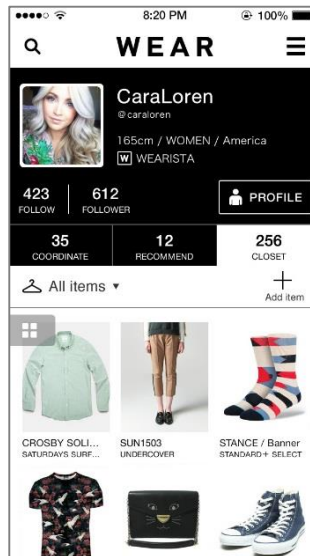 8:20 PM
100%
WEAR
CaraLoren
@caraloren
165cm / WOMEN / America
W WEARISTA
423 612
FOLLOW FOLLOWER
PROFILE
35 12 256
COORDINATE RECOMMEND CLOSET
All items
Add item
CROSBY SOLI... SUN1503 STANCE / Banner
SATURDAYS SURF... UNDERCOVER STANDARD+ SELECT